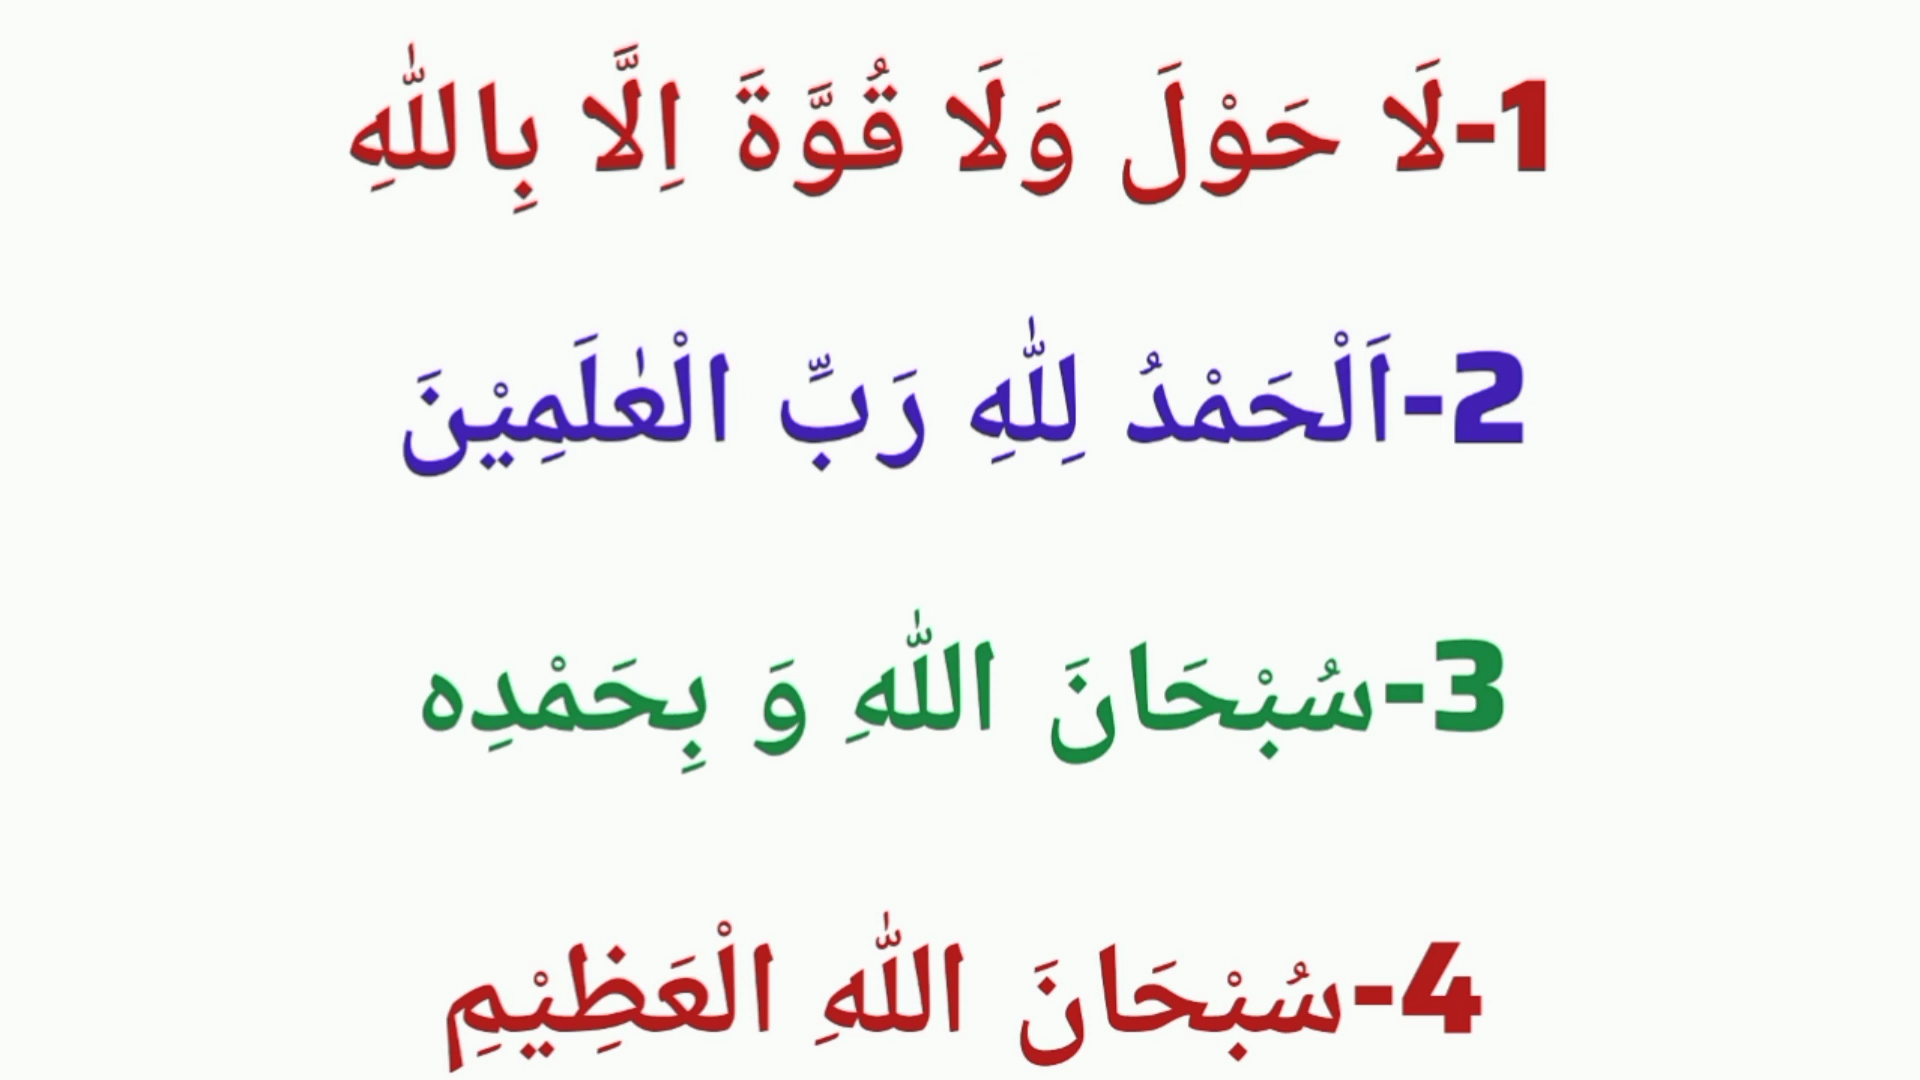 1-لَا حَوْلَ وَلَا قُوَّةَ اِلَّا بِاللّٰهِ
2-اَلْحَمْدُ لِلّٰهِ رَبِّ الْعٰلَمِيْنَ
3-سُبْحَانَ اللّٰهِ وَ بِحَمْدِه
4-سُبْحَانَ اللّٰهِ الْعَظِيْمِ